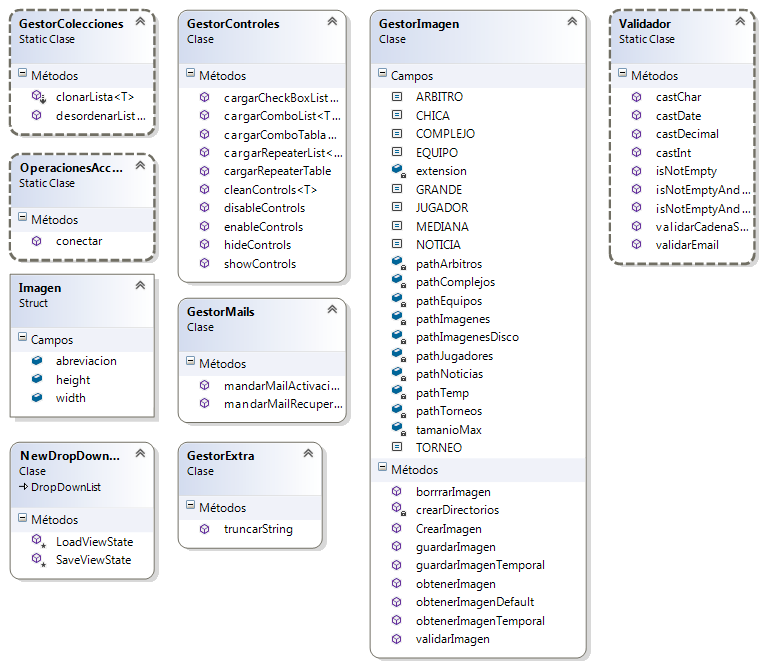 GestorColecciones
Static Clase
Métodos
clonarLista<T>
desordenarList...
OperacionesAcc...
Static Clase
Métodos
conectar
Imagen
Struct
Campos
abreviacion
height
width
NewDropDown...
Clase
DropDownList
Métodos
LoadViewState
SaveViewState
GestorControles
Clase
Métodos
cargarCheckBoxList...
cargarComboList<T...
cargarComboTabla...
cargarRepeaterList<...
cargarRepeaterTable
cleanControls<T>
disableControls
enableControls
hideControls
showControls
GestorMails
Clase
Métodos
mandarMailActivaci...
mandarMailRecuper...
GestorExtra
Clase
Métodos
truncarString
GestorImagen
Clase
Campos
ARBITRO
CHICA
COMPLEJO
EQUIPO
extension
GRANDE
JUGADOR
MEDIANA
NOTICIA
pathArbitros
pathComplejos
pathEquipos
pathImagenes
pathImagenesDisco
pathJugadores
pathNoticias
pathTemp
pathTorneos
tamanioMax
TORNEO
Métodos
borrrarImagen
crearDirectorios
CrearImagen
guardarImagen
guardarImagenTemporal
obtenerImagen
obtenerImagenDefault
obtenerImagenTemporal
validarImagen
Validador
Static Clase
Métodos
castChar
castDate
castDecimal
castInt
isNotEmpty
isNotEmptyAnd...
isNotEmptyAnd...
validarCadenaS...
validarEmail